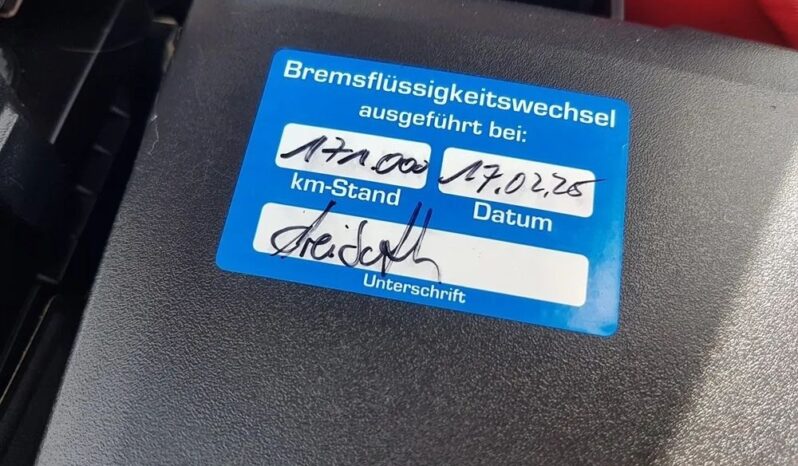 Bremsflüssigkeitswechsel
ausgeführt bei:
171.000 17.02.25
km-Stand Datum
Unterschrift